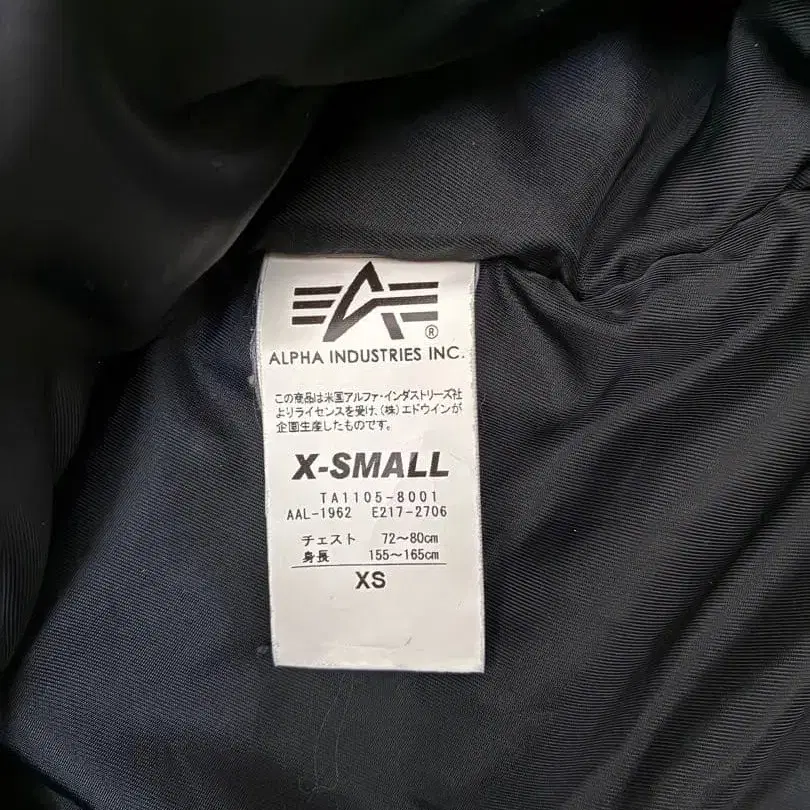 A
®
ALPHA INDUSTRIES INC.
この商品は米国アルファ・インダストリーズ社
よりライセンスを受け、(株)エドウインが
企画生産したものです。
X-SMALL
TA1105-8001
AAL-1962 E217-2706
チェスト 72～80cm
身長 155～165cm
XS